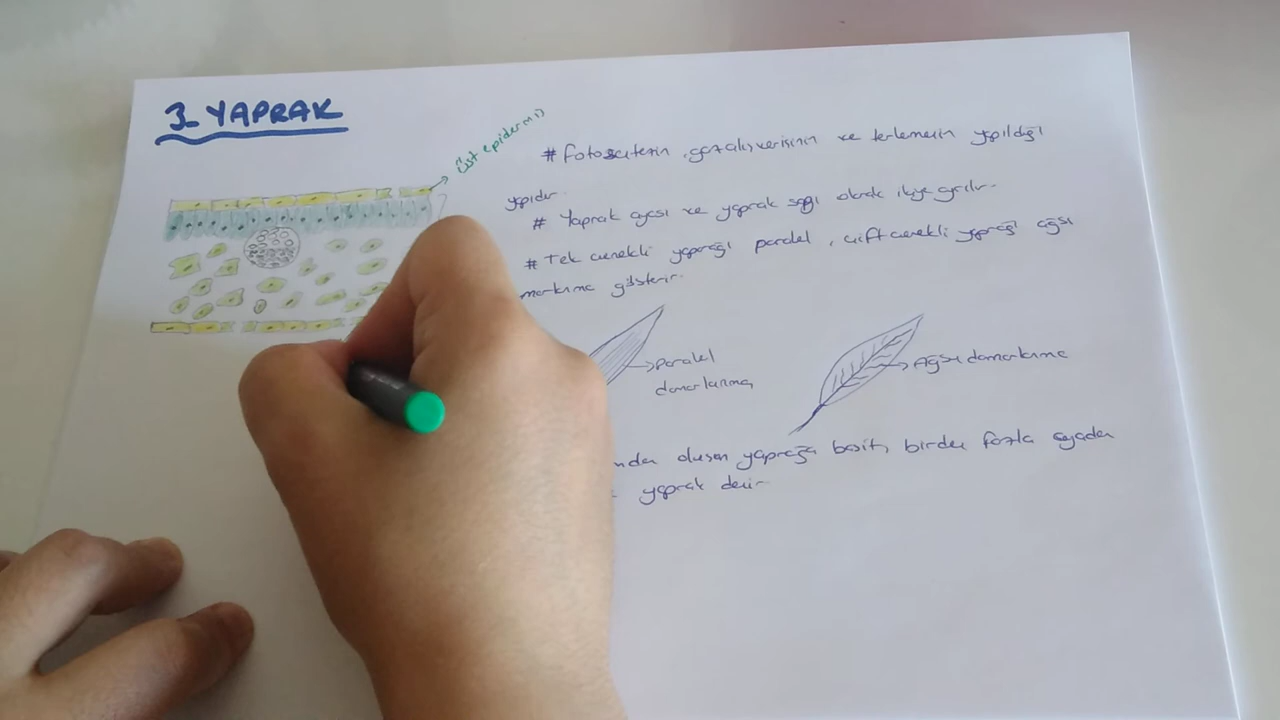 3. YAPRAK
Üst epidermis
# fotosentezin, gaz alışverişinin ve terlemenin yapıldığı
yapıdır.
# Yaprak ayası ve yaprak sapı olarak ikiye ayrılır.
# Tek çenekli yaprağı paralel, çift çenekli yaprağı ağsı
damarlanma gösterir.
paralel
damarlanma
Ağsı damarlanma
oluşan yaprağa basit, birden fazla ayadan
yaprak denir